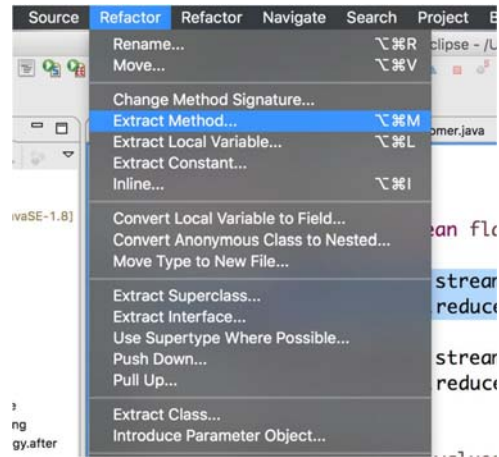 Source Refactor Refactor Navigate Search Project
Rename... ⌥⌘R
Move... ⌥⌘V
Change Method Signature...
Extract Method... ⌥⌘M
Extract Local Variable... ⌥⌘L
Extract Constant...
Inline... ⌥⌘I
Convert Local Variable to Field...
Convert Anonymous Class to Nested...
Move Type to New File...
Extract Superclass...
Extract Interface...
Use Supertype Where Possible...
Push Down...
Pull Up...
Extract Class...
Introduce Parameter Object...
clipse - /U
omer.java
vaSE-1.8]
ean fla
strear
reduce
strear
reduce
ng
gy.after